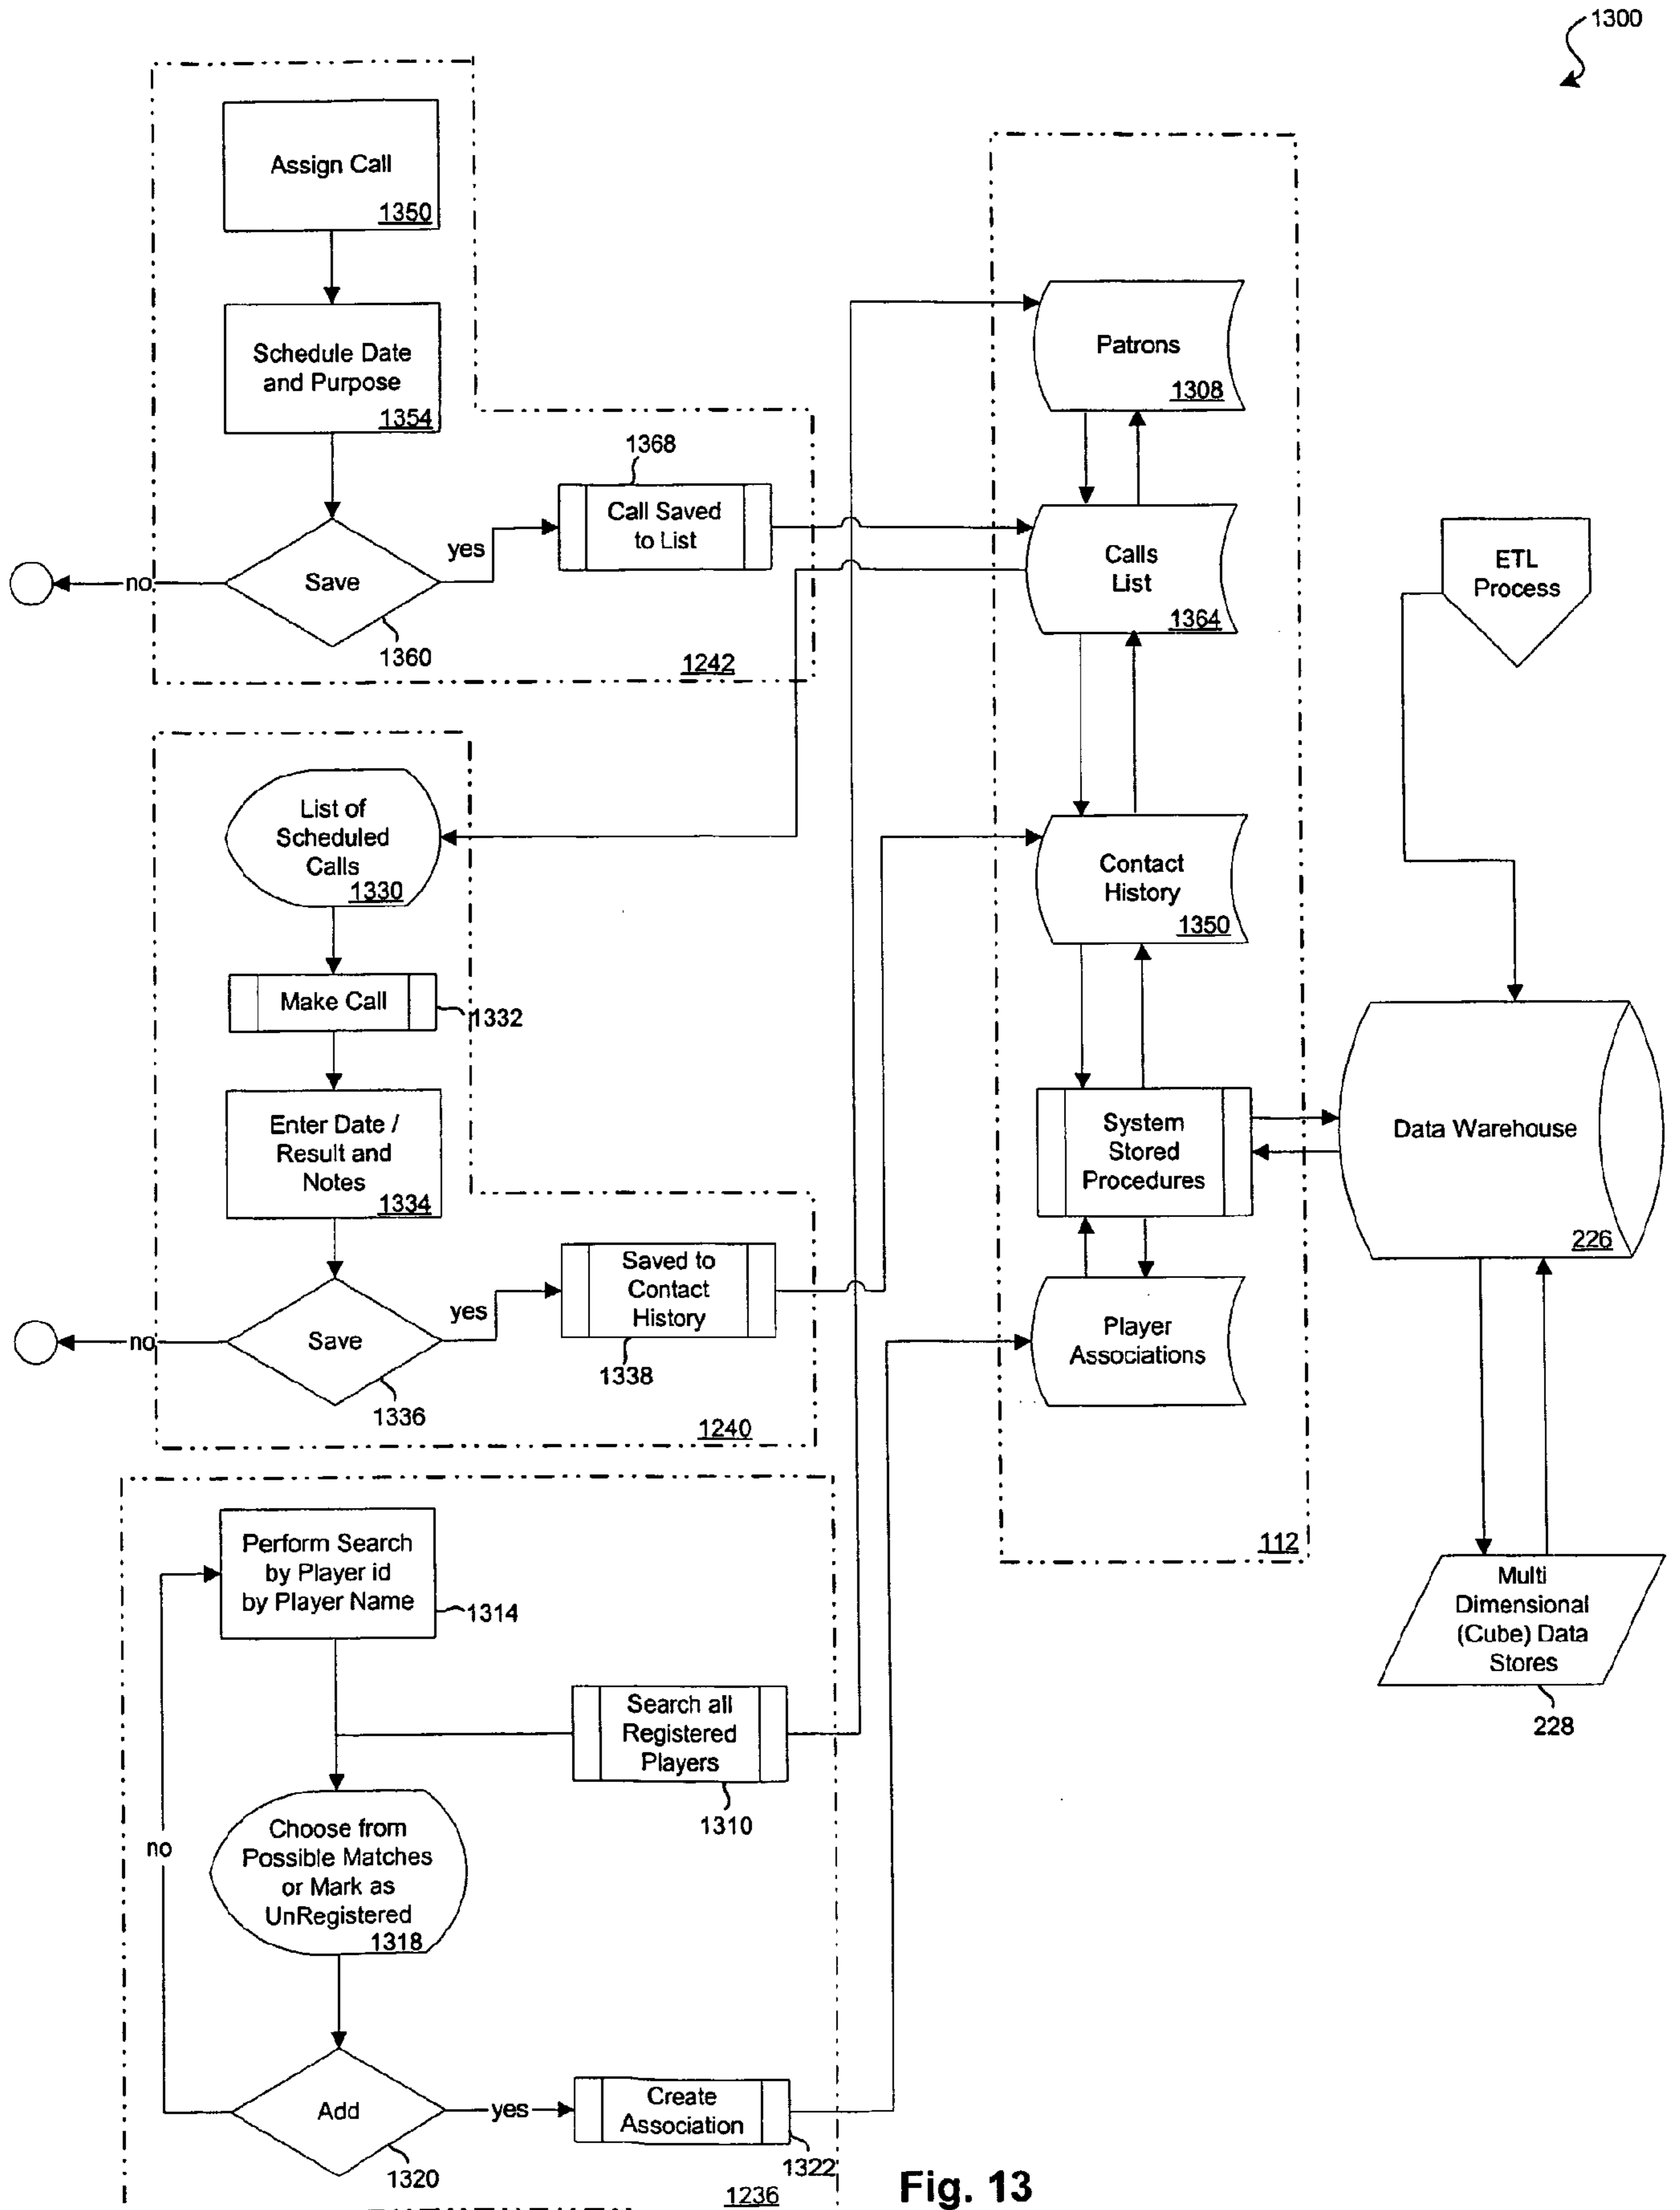 1300
Assign Call
1350
Schedule Date
and Purpose
1354
1368
Call Saved
to List
yes
no
Save
1360
1242
Patrons
1308
Calls
List
1364
ETL
Process
List of
Scheduled
Calls
1330
Make Call
1332
Enter Date /
Result and
Notes
1334
yes
Saved to
Contact
History
1338
no
Save
1336
1240
Contact
History
1350
System
Stored
Procedures
Data Warehouse
226
Player
Associations
112
Multi
Dimensional
(Cube) Data
Stores
228
Perform Search
by Player id
by Player Name
1314
Search all
Registered
Players
1310
no
Choose from
Possible Matches
or Mark as
UnRegistered
1318
Add
1320
yes
Create
Association
1322
1236
Fig. 13